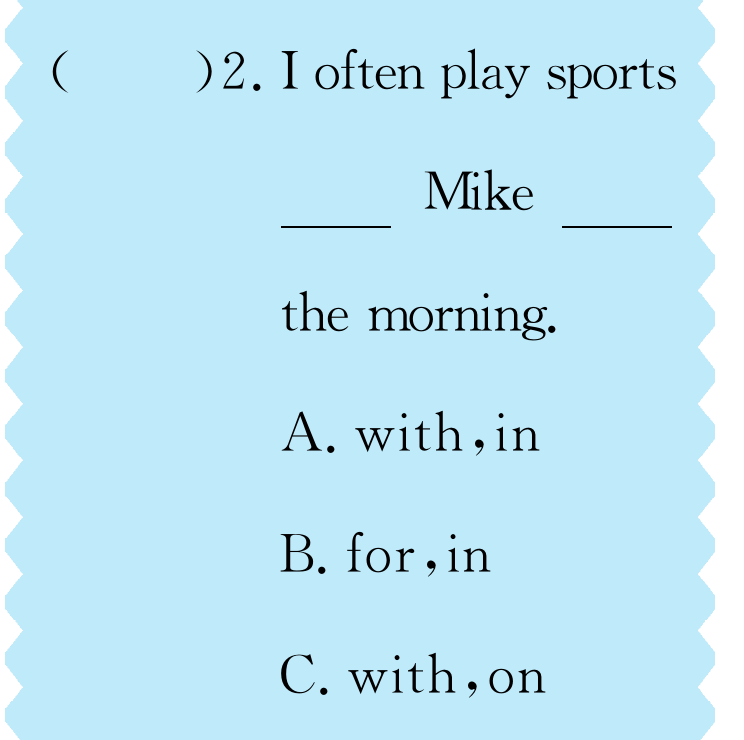 (    )2. I often play sports
____ Mike ____
the morning.
A. with,in
B. for,in
C. with,on